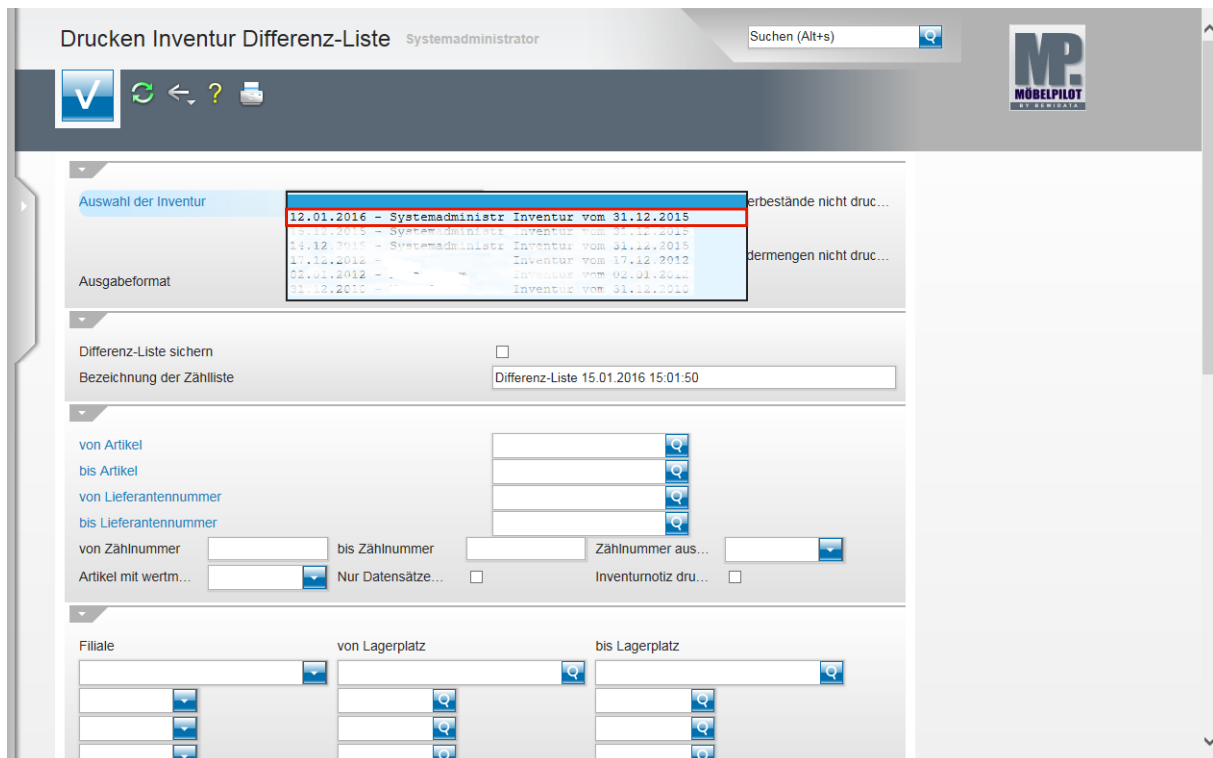 Drucken Inventur Differenz-Liste Systemadministrator Suchen (Alt+s)
MP.
MÖBELPILOT
BY BEWIDATA
Auswahl der Inventur erbestände nicht druc...
12.01.2016 - Systemadministr Inventur vom 31.12.2015
15.12.2015 - Systemadministr Inventur vom 31.12.2015
14.12.2015 - Systemadministr Inventur vom 31.12.2015
17.12.2012 - Inventur vom 17.12.2012
dermengen nicht druc...
02.01.2012 - Inventur vom 02.01.2012
Ausgabeformat
31.12.2010 - Inventur vom 31.12.2010
Differenz-Liste sichern
Bezeichnung der Zählliste Differenz-Liste 15.01.2016 15:01:50
von Artikel
bis Artikel
von Lieferantennummer
bis Lieferantennummer
von Zählnummer bis Zählnummer Zählnummer aus...
Artikel mit wertm... Nur Datensätze... Inventurnotiz dru...
Filiale von Lagerplatz bis Lagerplatz